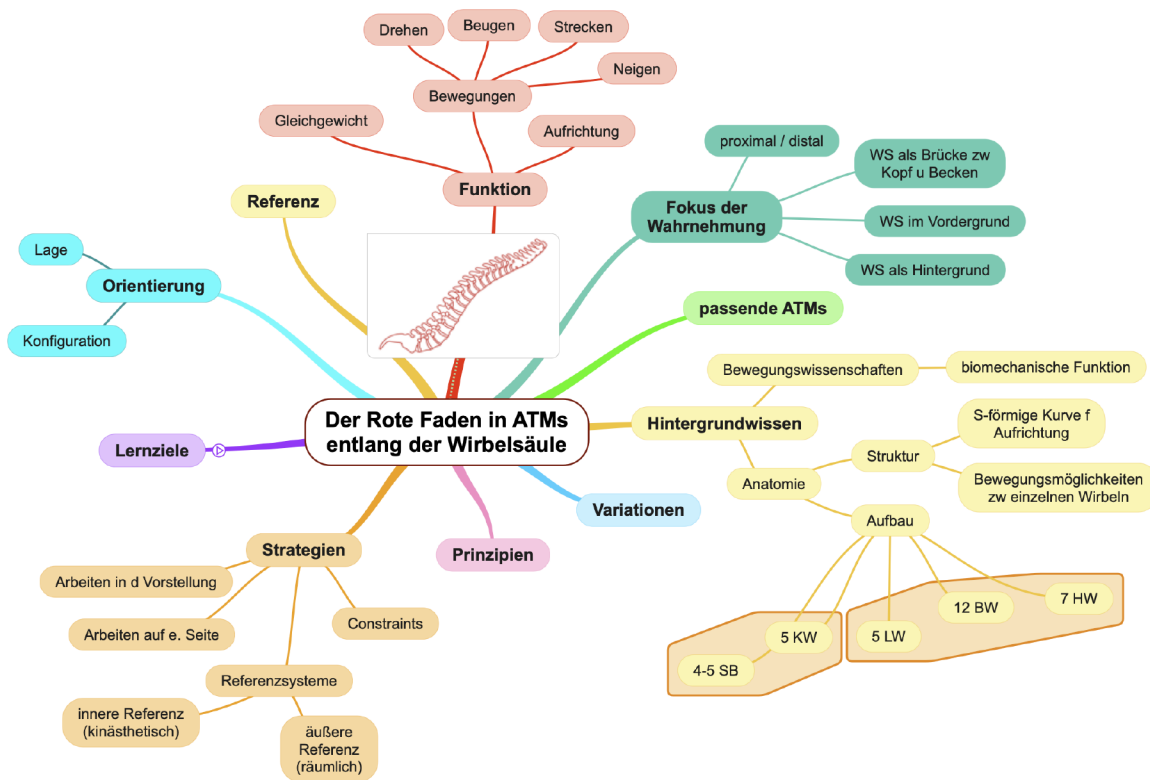 Drehen
Beugen
Strecken
Neigen
Bewegungen
Gleichgewicht
Aufrichtung
Funktion
Referenz
Lage
Orientierung
Konfiguration
proximal / distal
Fokus der
Wahrnehmung
WS als Brücke zw
Kopf u Becken
WS im Vordergrund
WS als Hintergrund
passende ATMs
Der Rote Faden in ATMs
entlang der Wirbelsäule
Hintergrundwissen
Bewegungswissenschaften
biomechanische Funktion
Anatomie
Struktur
S-förmige Kurve f
Aufrichtung
Bewegungsmöglichkeiten
zw einzelnen Wirbeln
Aufbau
7 HW
12 BW
5 LW
5 KW
4-5 SB
Variationen
Prinzipien
Lernziele
Strategien
Arbeiten in d Vorstellung
Arbeiten auf e. Seite
Constraints
Referenzsysteme
innere Referenz
(kinästhetisch)
äußere
Referenz
(räumlich)